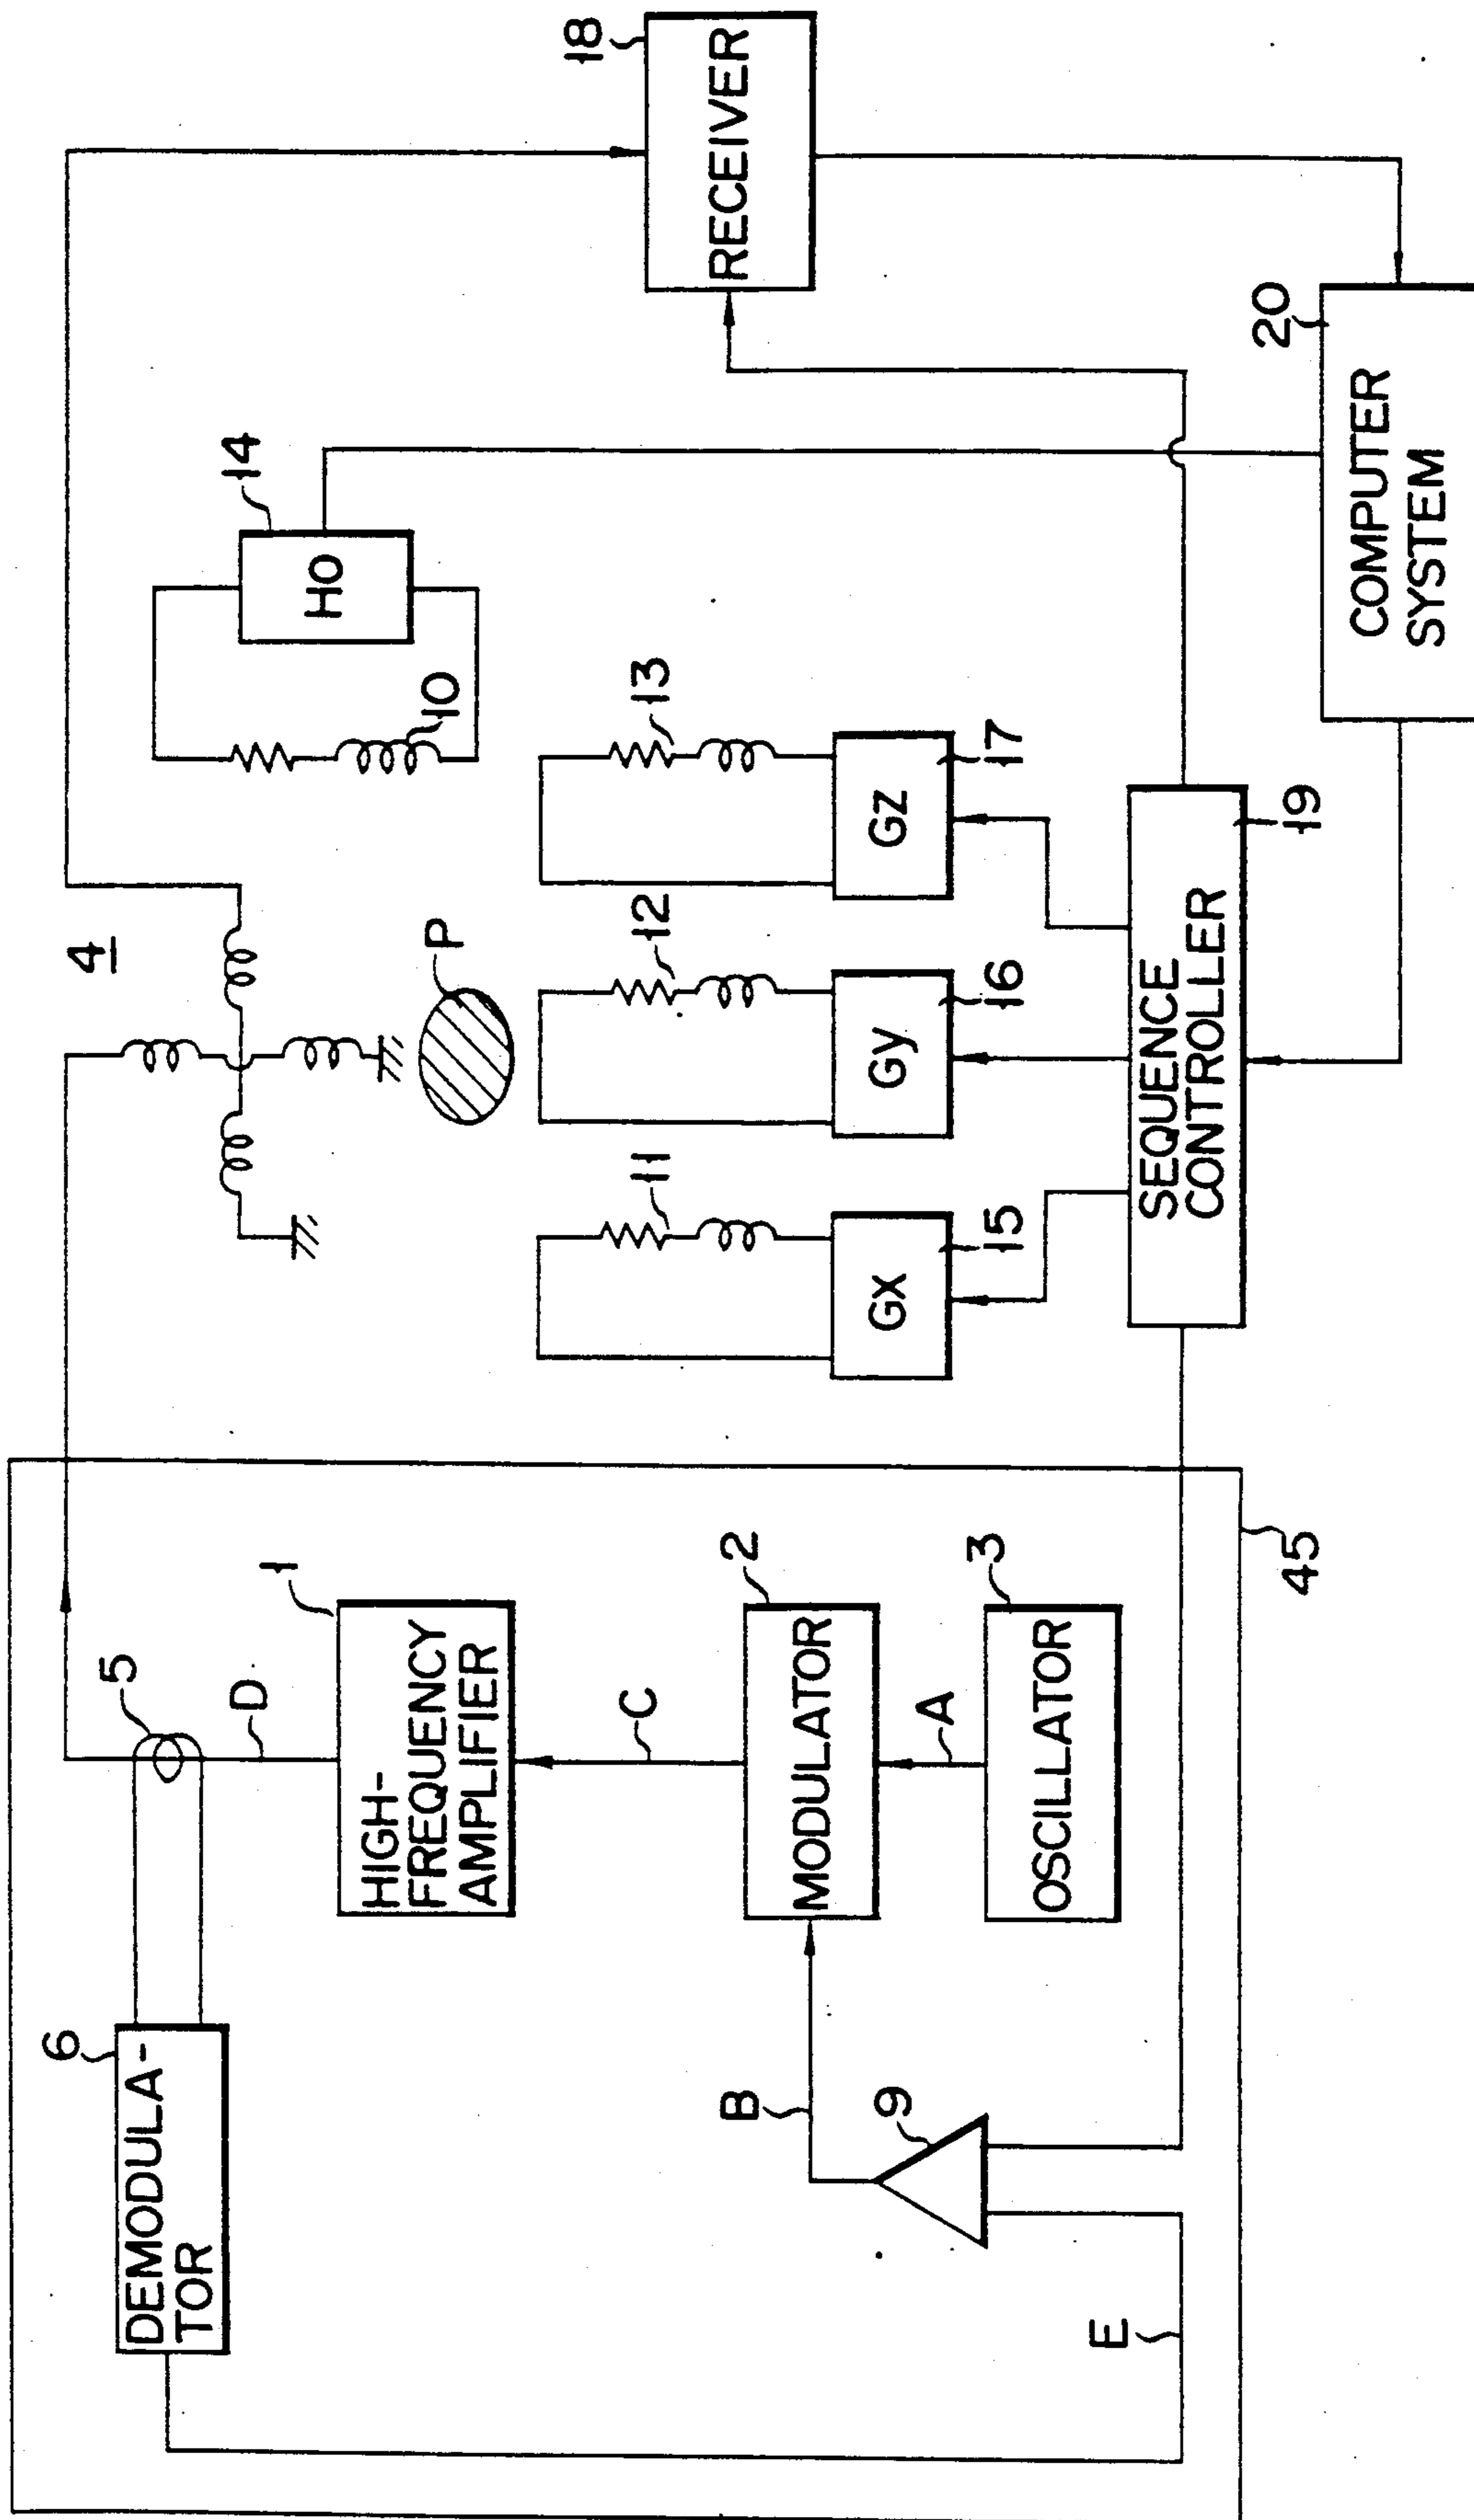 4
5
D
1
HIGH-
FREQUENCY
AMPLIFIER
6
DEMODULA-
TOR
C
2
MODULATOR
A
3
OSCILLATOR
B
9
E
45
P
10
14
H0
11
12
13
GX
15
Gy
16
GZ
17
18
RECEIVER
SEQUENCE
CONTROLLER
19
20
COMPUTER
SYSTEM